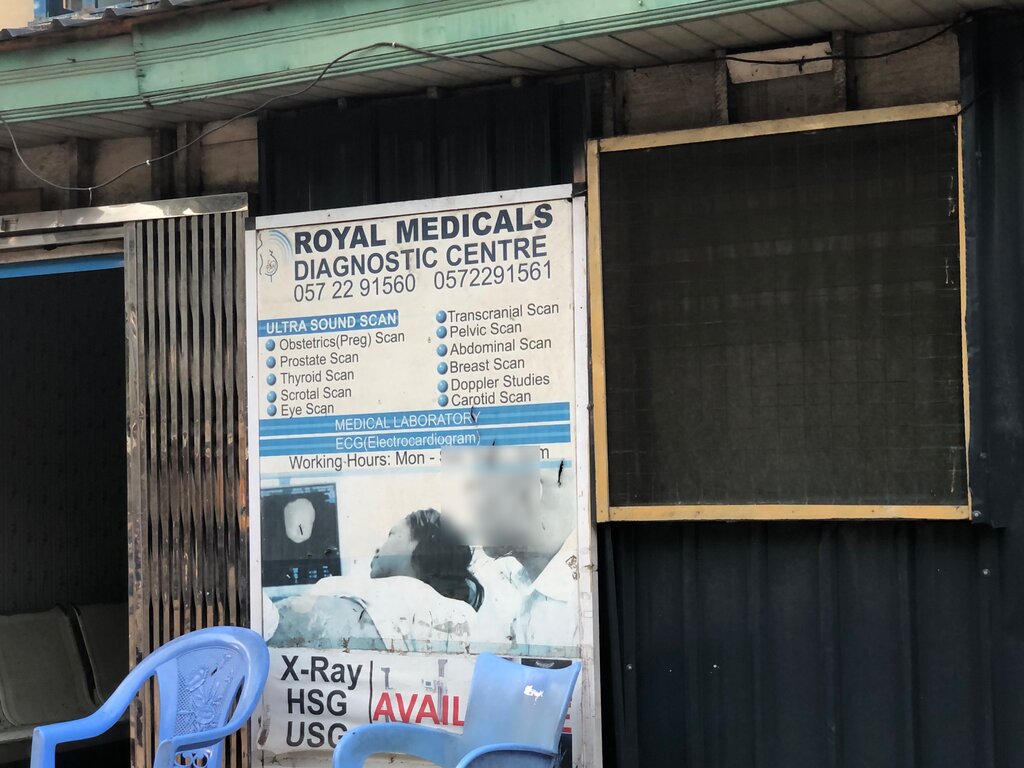 ROYAL MEDICALS
DIAGNOSTIC CENTRE
057 22 91560 0572291561
ULTRA SOUND SCAN
Obstetrics(Preg) Scan
Prostate Scan
Thyroid Scan
Scrotal Scan
Eye Scan
Transcranial Scan
Pelvic Scan
Abdominal Scan
Breast Scan
Doppler Studies
Carotid Scan
MEDICAL LABORATORY
ECG(Electrocardiogram)
Working Hours: Mon -
X-Ray
HSG
USG